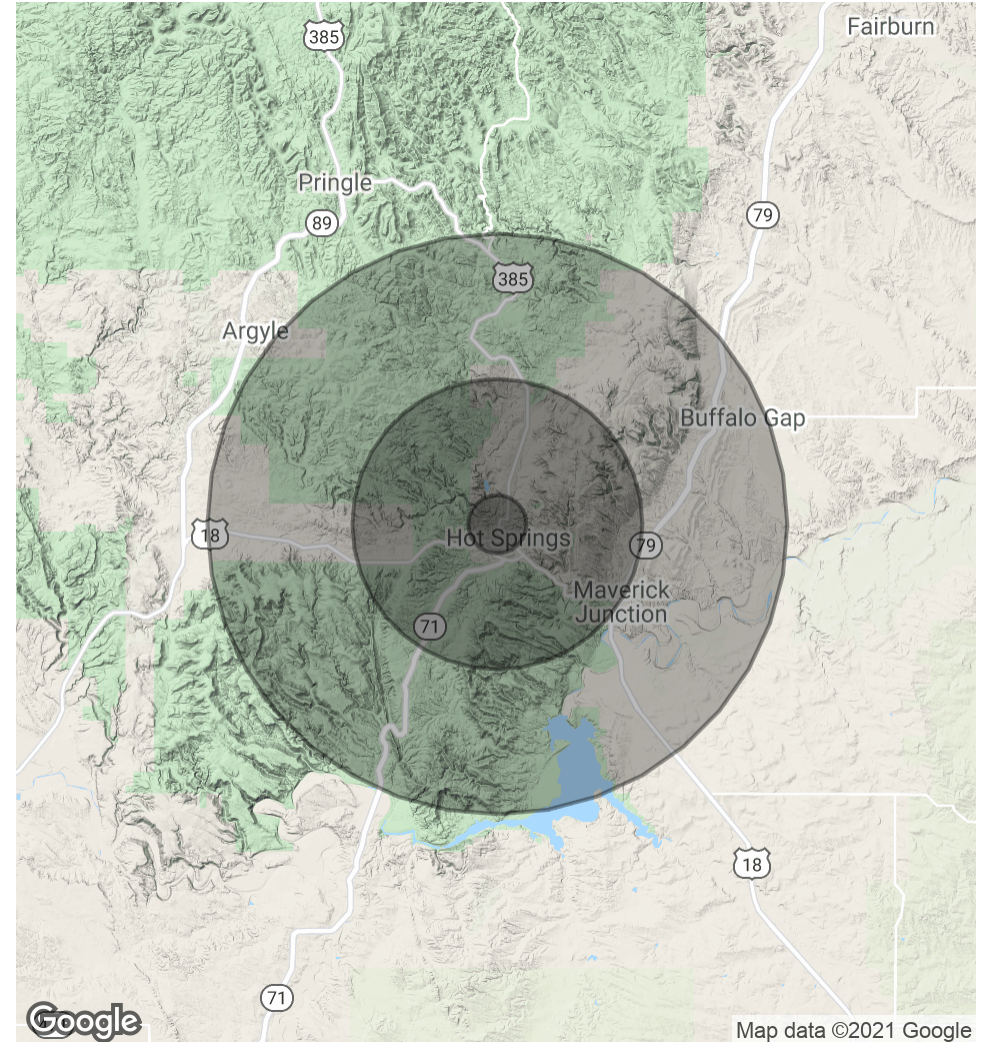 385
Fairburn
Pringle
89
79
385
Argyle
Buffalo Gap
18
Hot Springs
79
Maverick
Junction
71
18
71
Google
Map data ©2021 Google